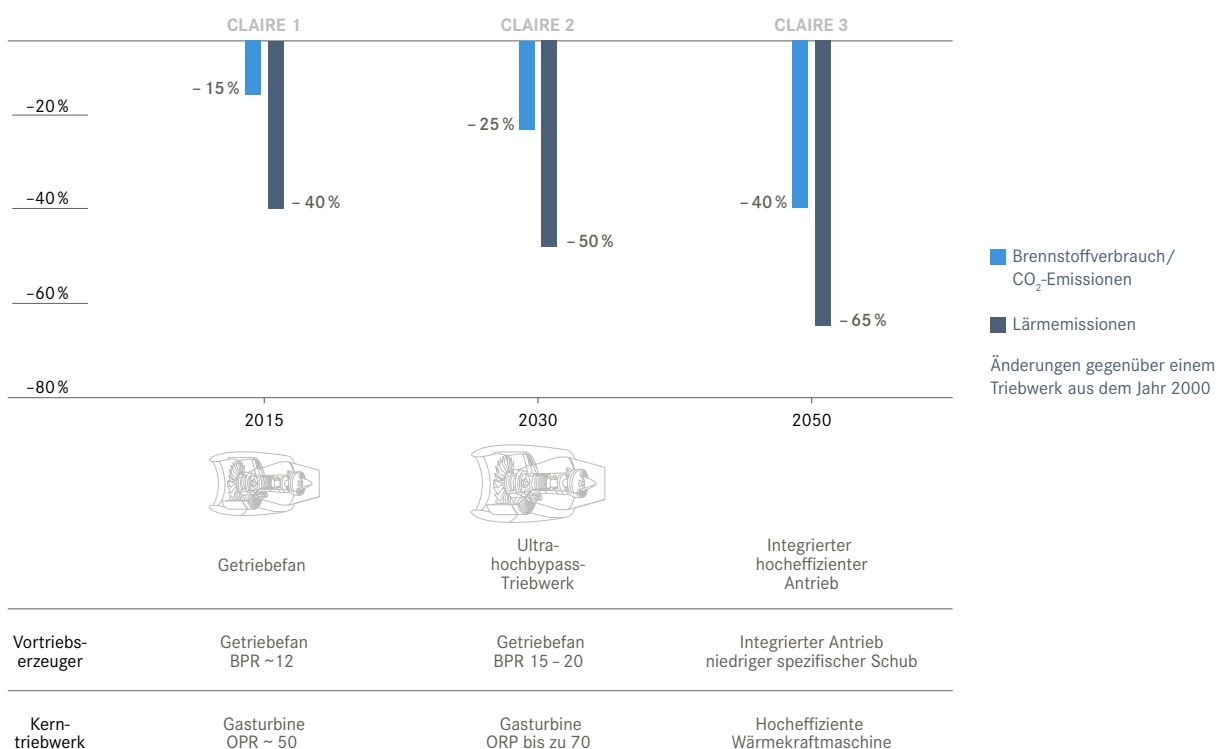 CLAIRE 1
CLAIRE 2
CLAIRE 3
–20 %
–40 %
–60 %
–80 %
– 15 %
– 40 %
– 25 %
– 50 %
– 40 %
– 65 %
Brennstoffverbrauch/
CO₂-Emissionen
Lärmemissionen
Änderungen gegenüber einem
Triebwerk aus dem Jahr 2000
2015
2030
2050
Getriebefan
Ultra-
hochbypass-
Triebwerk
Integrierter
hocheffizienter
Antrieb
Vortriebs-
erzeuger
Getriebefan
BPR ~12
Getriebefan
BPR 15 – 20
Integrierter Antrieb
niedriger spezifischer Schub
Kern-
triebwerk
Gasturbine
OPR ~ 50
Gasturbine
ORP bis zu 70
Hocheffiziente
Wärmekraftmaschine